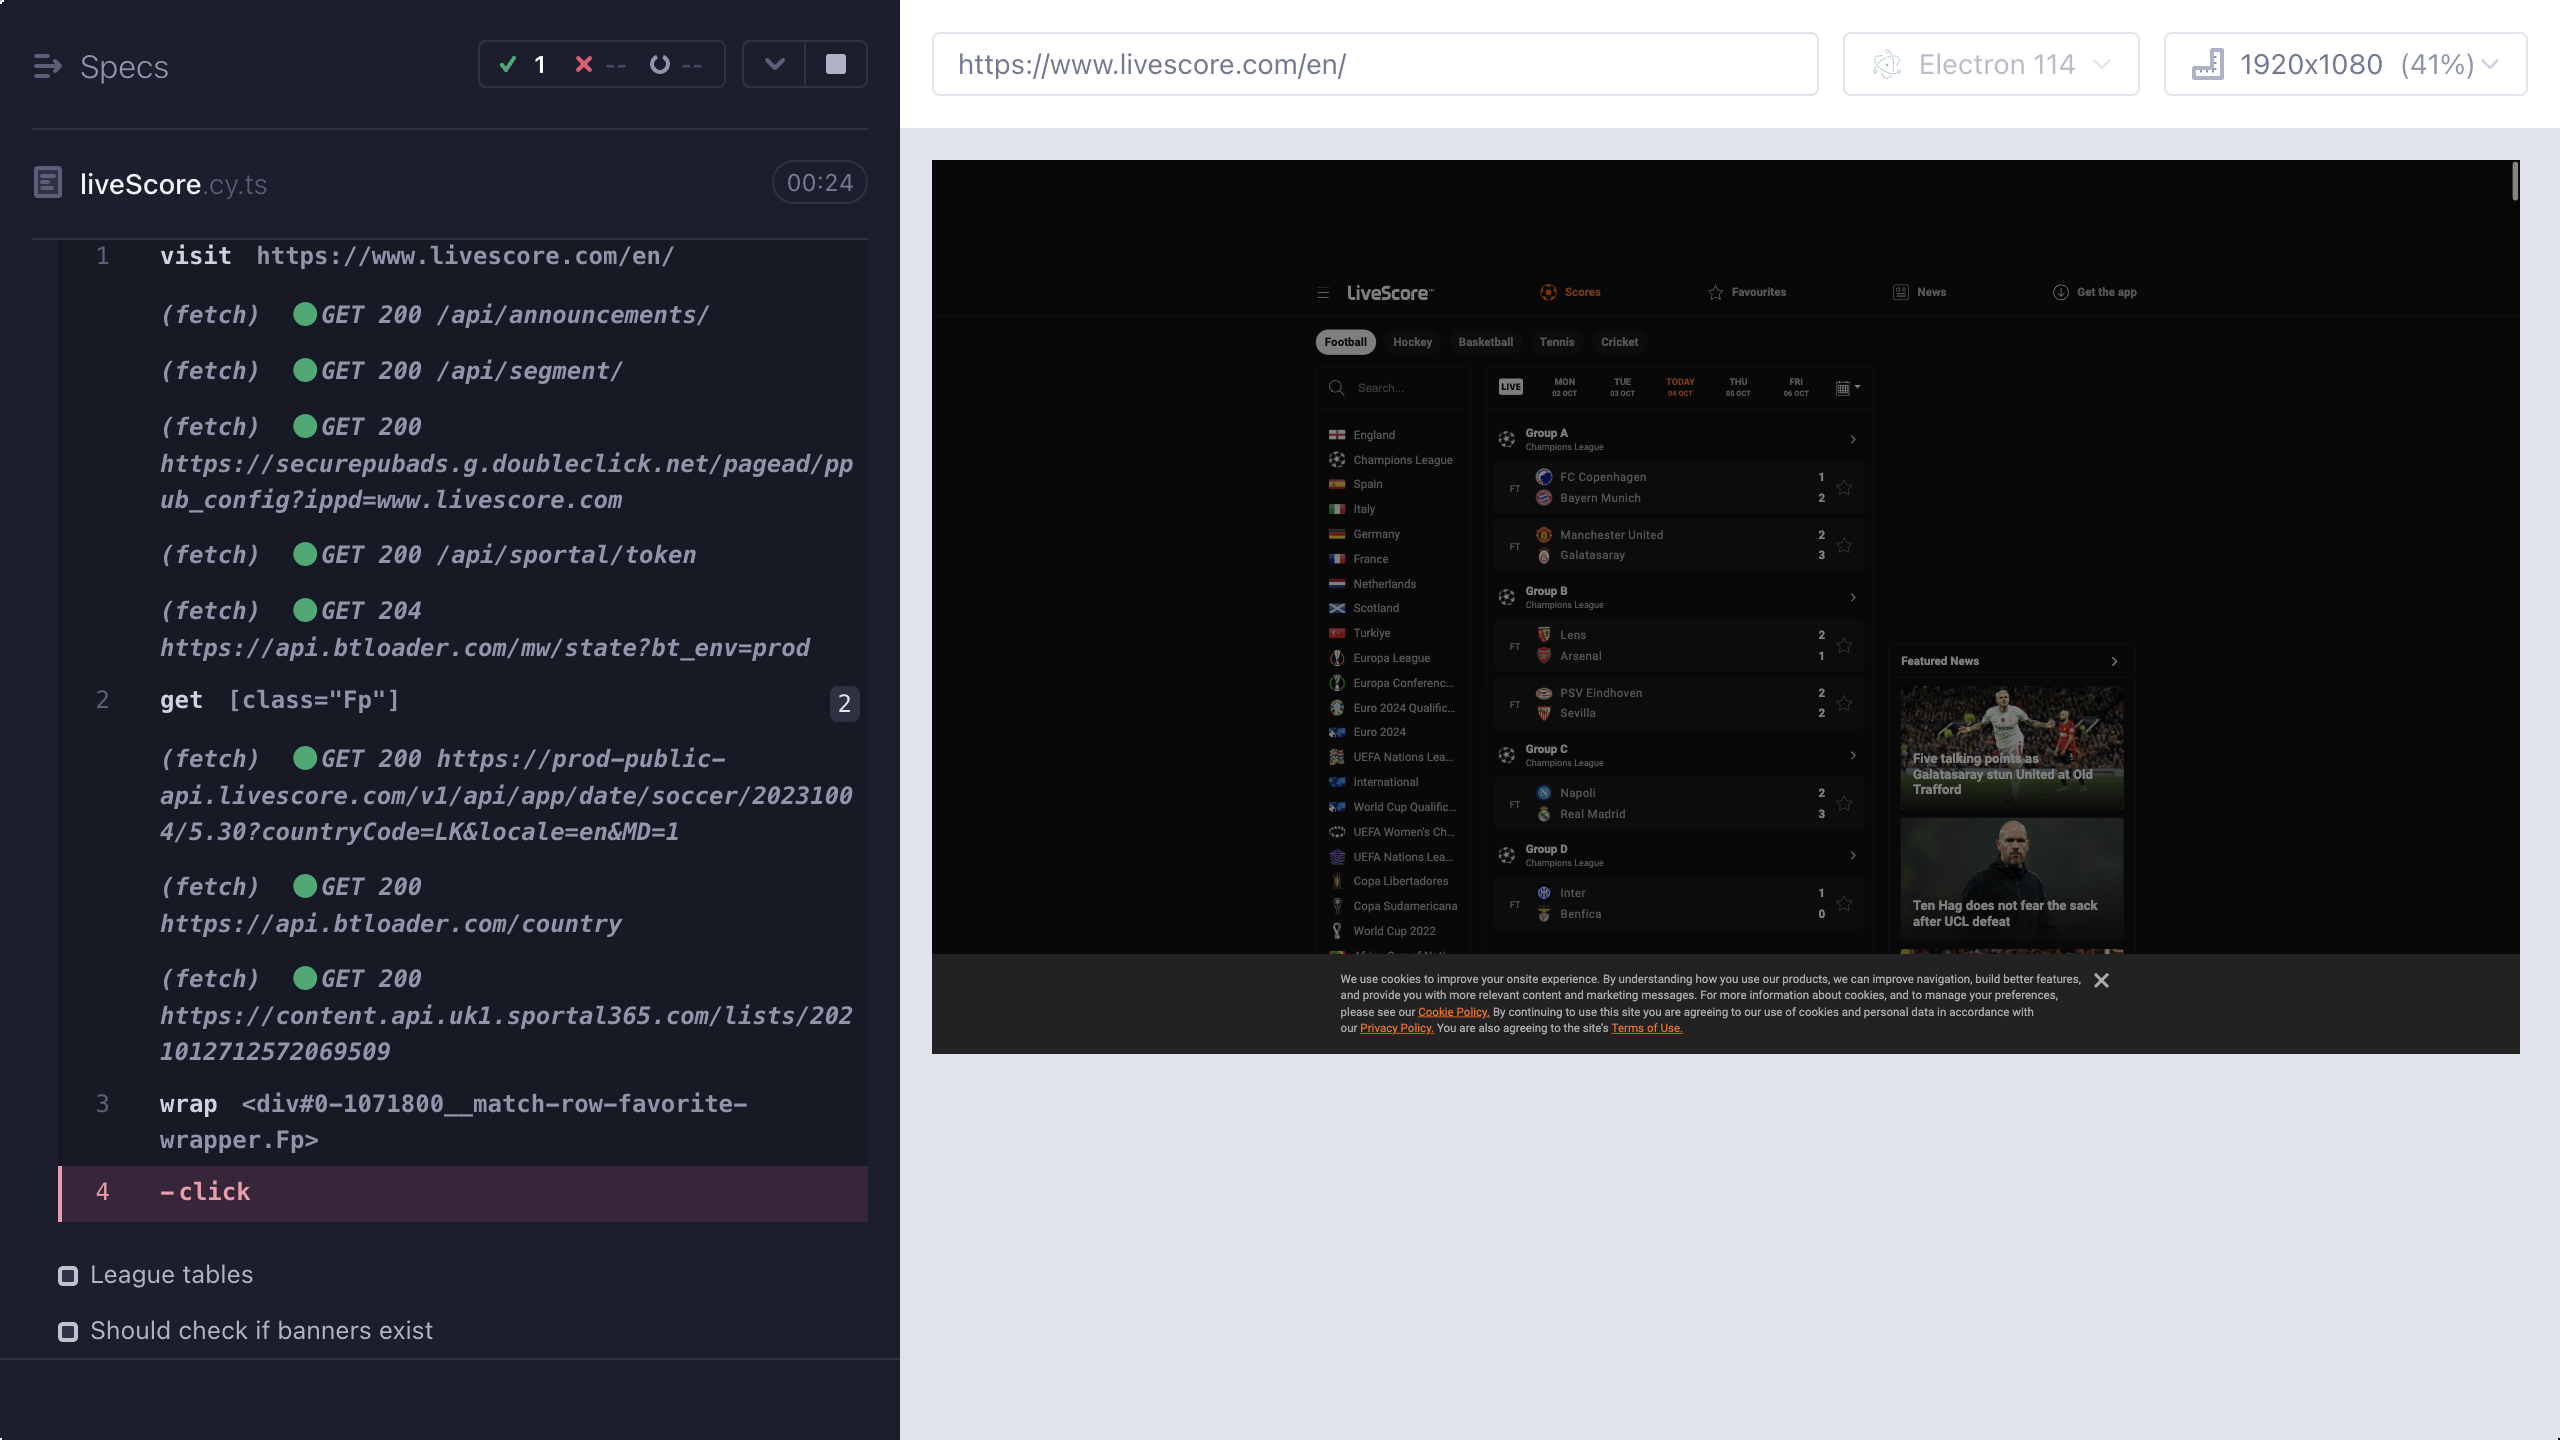 Specs
1
--
--
liveScore.cy.ts
00:24
1 visit https://www.livescore.com/en/
(fetch) GET 200 /api/announcements/
(fetch) GET 200 /api/segment/
(fetch) GET 200
https://securepubads.g.doubleclick.net/pagead/pp
ub_config?ippd=www.livescore.com
(fetch) GET 200 /api/sportal/token
(fetch) GET 204
https://api.btloader.com/mw/state?bt_env=prod
2 get [class="Fp"] 2
(fetch) GET 200 https://prod-public-
api.livescore.com/v1/api/app/date/soccer/2023100
4/5.30?countryCode=LK&locale=en&MD=1
(fetch) GET 200
https://api.btloader.com/country
(fetch) GET 200
https://content.api.uk1.sportal365.com/lists/202
1012712572069509
3 wrap <div#0-1071800__match-row-favorite-
wrapper.Fp>
4 -click
League tables
Should check if banners exist
https://www.livescore.com/en/
Electron 114
1920x1080 (41%)
LiveScore™
Scores
Favourites
News
Get the app
Football
Hockey
Basketball
Tennis
Cricket
Search...
England
Champions League
Spain
Italy
Germany
France
Netherlands
Scotland
Turkiye
Europa League
Europa Conferenc...
Euro 2024 Qualific...
Euro 2024
UEFA Nations Lea...
International
World Cup Qualific...
UEFA Women's Ch...
UEFA Nations Lea...
Copa Libertadores
Copa Sudamericana
World Cup 2022
LIVE
MON
02 OCT
TUE
03 OCT
TODAY
04 OCT
THU
05 OCT
FRI
06 OCT
Group A
Champions League
FT
FC Copenhagen 1
Bayern Munich 2
FT
Manchester United 2
Galatasaray 3
Group B
Champions League
FT
Lens 2
Arsenal 1
FT
PSV Eindhoven 2
Sevilla 2
Group C
Champions League
FT
Napoli 2
Real Madrid 3
Group D
Champions League
FT
Inter 1
Benfica 0
Featured News
Five talking points as
Galatasaray stun United at Old
Trafford
Ten Hag does not fear the sack
after UCL defeat
We use cookies to improve your onsite experience. By understanding how you use our products, we can improve navigation, build better features,
and provide you with more relevant content and marketing messages. For more information about cookies, and to manage your preferences,
please see our Cookie Policy. By continuing to use this site you are agreeing to our use of cookies and personal data in accordance with
our Privacy Policy. You are also agreeing to the site's Terms of Use.